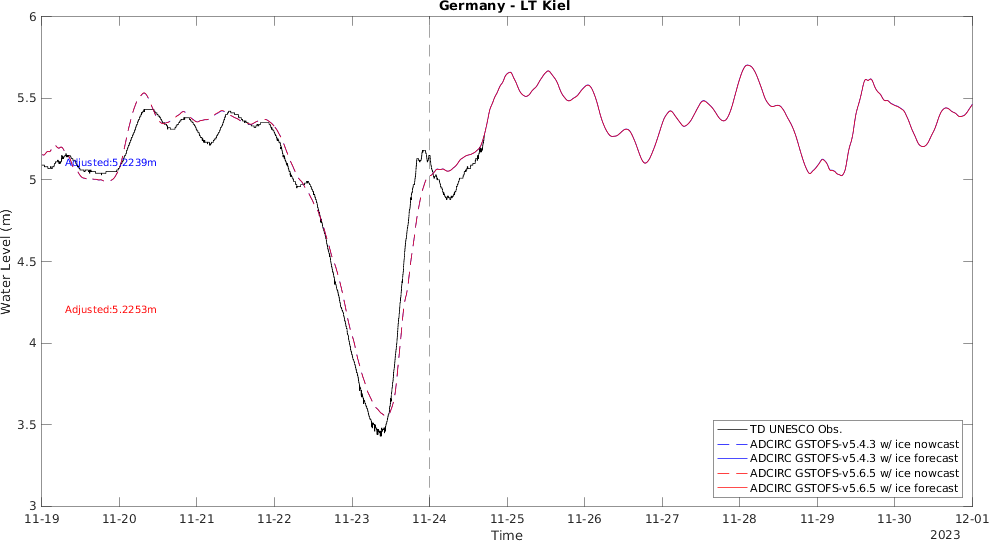 Germany - LT Kiel
6
5.5
5
4.5
4
3.5
3
Water Level (m)
Adjusted:5.2239m
Adjusted:5.2253m
TD UNESCO Obs.
ADCIRC GSTOFS-v5.4.3 w/ ice nowcast
ADCIRC GSTOFS-v5.4.3 w/ ice forecast
ADCIRC GSTOFS-v5.6.5 w/ ice nowcast
ADCIRC GSTOFS-v5.6.5 w/ ice forecast
11-19 11-20 11-21 11-22 11-23 11-24 11-25 11-26 11-27 11-28 11-29 11-30 12-01
Time
2023